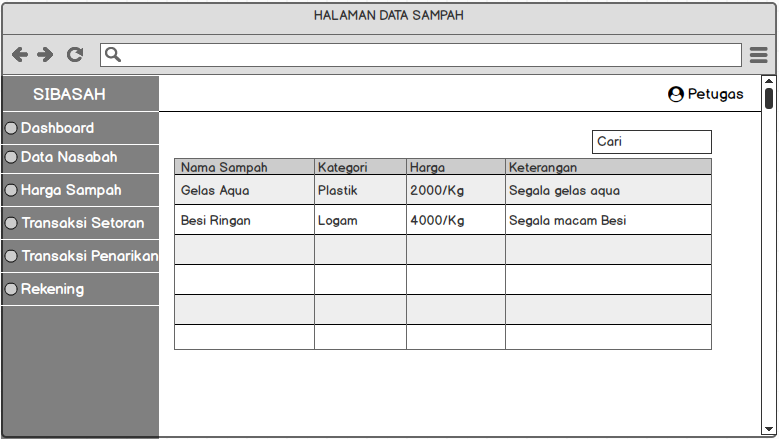 HALAMAN DATA SAMPAH
SIBASAH
Petugas
Dashboard
Data Nasabah
Harga Sampah
Transaksi Setoran
Transaksi Penarikan
Rekening
Cari
Nama Sampah Kategori Harga Keterangan
Gelas Aqua Plastik 2000/Kg Segala gelas aqua
Besi Ringan Logam 4000/Kg Segala macam Besi